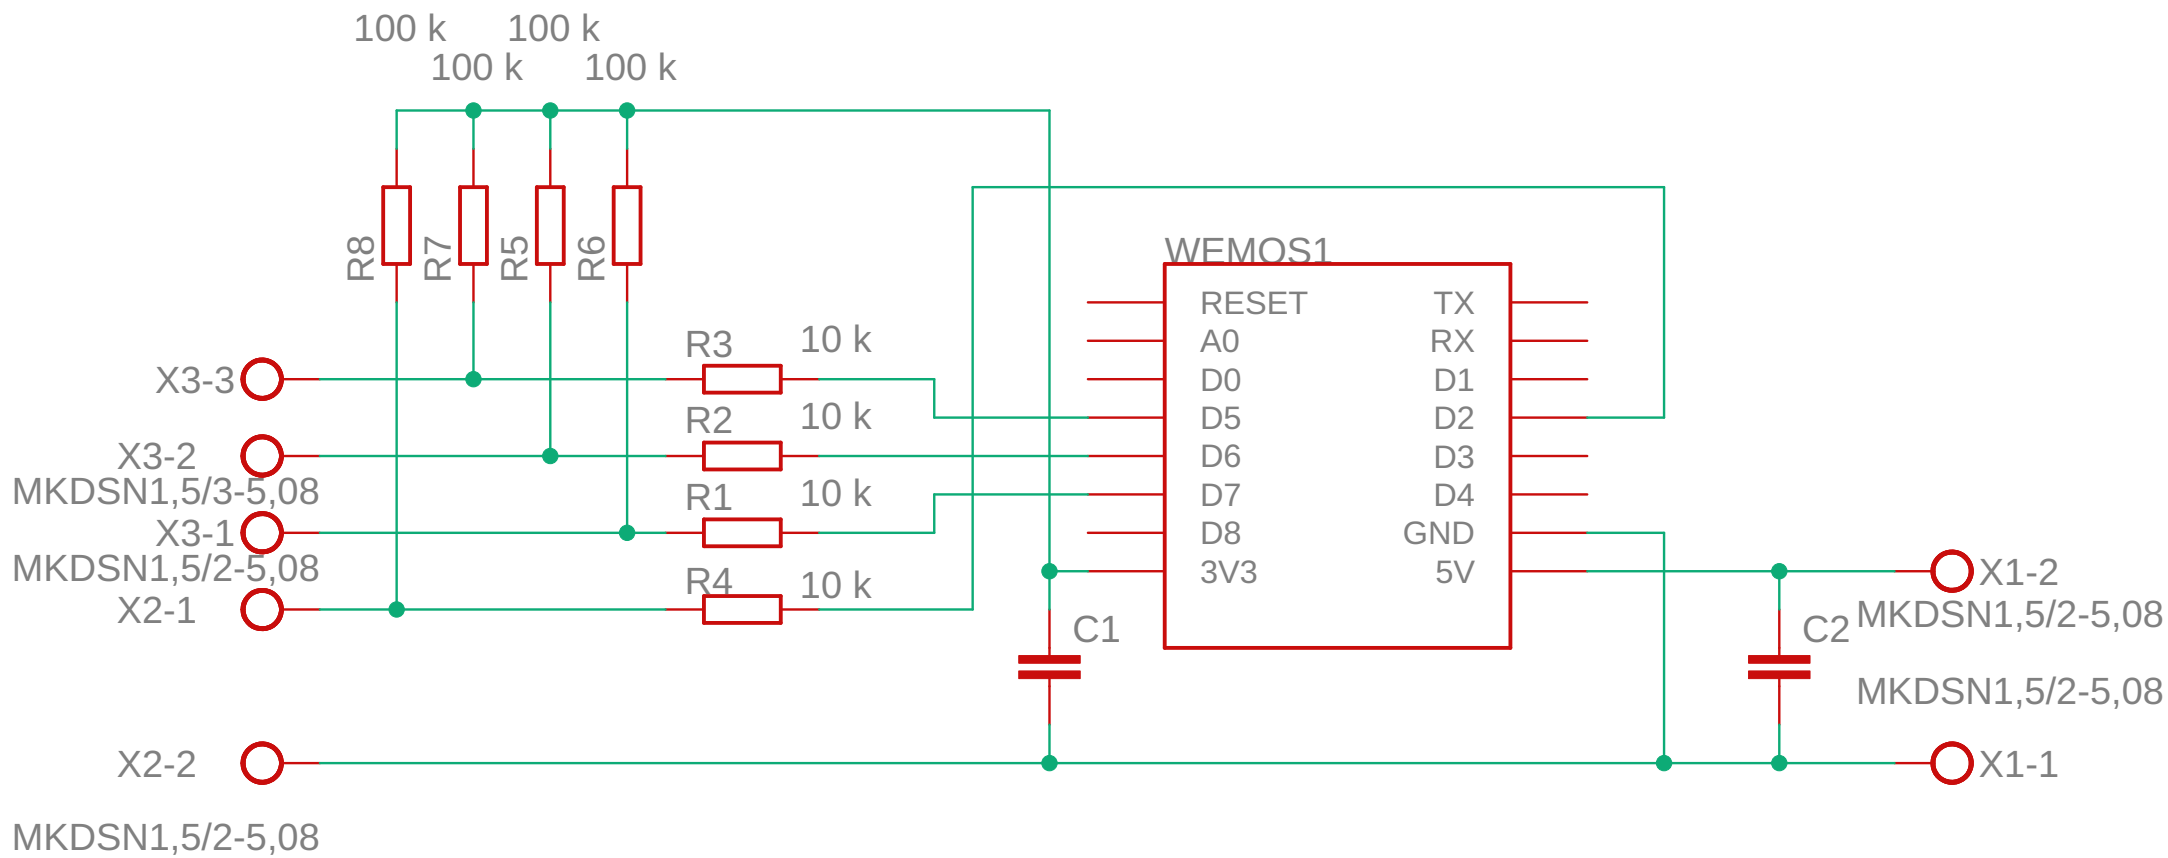 100 k
100 k
100 k
100 k
R8
R7
R5
R6
WEMOS1
RESET
TX
A0
RX
D0
D1
D5
D2
D6
D3
D7
D4
D8
GND
3V3
5V
X3-3
R3
10 k
X3-2
MKDSN1,5/3-5,08
R2
10 k
X3-1
MKDSN1,5/2-5,08
R1
10 k
X2-1
R4
10 k
C1
C2
X1-2
MKDSN1,5/2-5,08
MKDSN1,5/2-5,08
X1-1
X2-2
MKDSN1,5/2-5,08